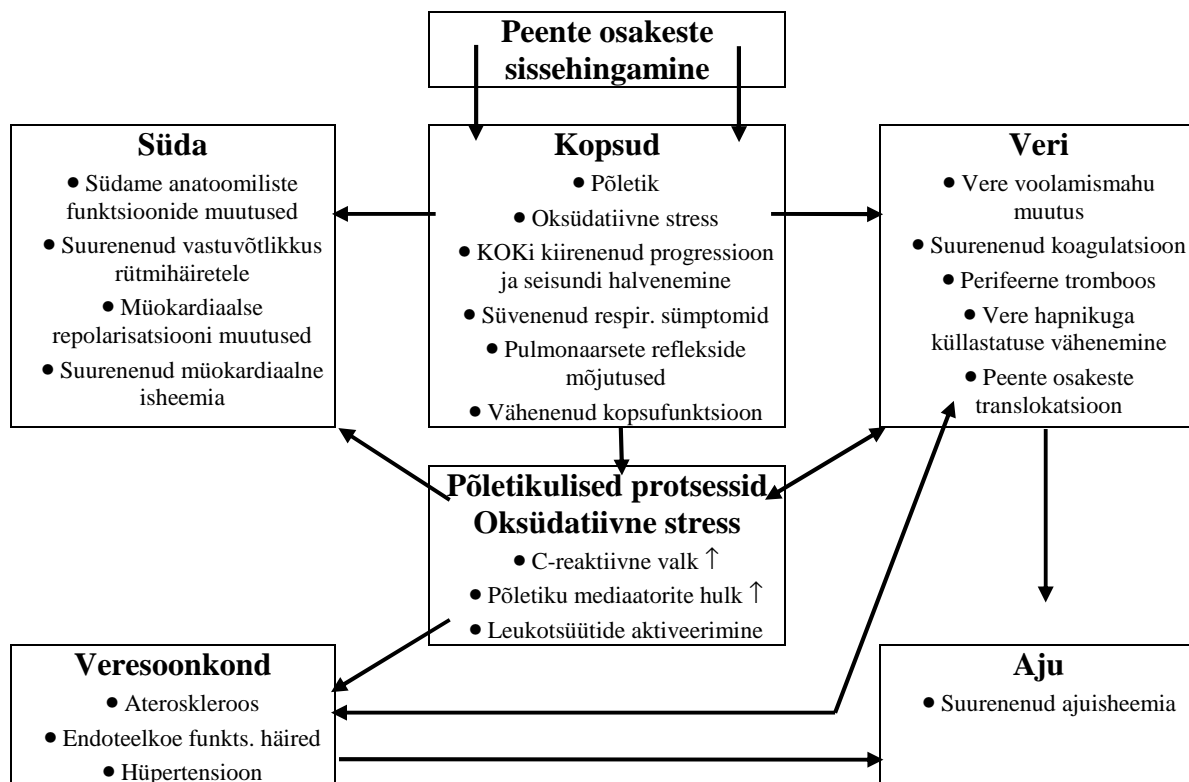 Peente osakeste
sissehingamine
Süda
● Südame anatoomiliste
funktsioonide muutused
● Suurenenud vastuvõtlikkus
rütmihäiretele
● Müokardiaalse
repolarisatsiooni muutused
● Suurenenud müokardiaalne
isheemia
Kopsud
● Põletik
● Oksüdatiivne stress
● KOKi kiirenenud progressioon
ja seisundi halvenemine
● Süvenenud respir. sümptomid
● Pulmonaarsete reflekside
mõjutused
● Vähenenud kopsufunktsioon
Veri
● Vere voolamismahu
muutus
● Suurenenud koagulatsioon
● Perifeerne tromboos
● Vere hapnikuga
küllastatuse vähenemine
● Peente osakeste
translokatsioon
Põletikulised protsessid
Oksüdatiivne stress
● C-reaktiivne valk ↑
● Põletiku mediaatorite hulk ↑
● Leukotsüütide aktiveerimine
Veresoonkond
● Ateroskleroos
● Endoteelkoe funkts. häired
● Hüpertensioon
Aju
● Suurenenud ajuisheemia